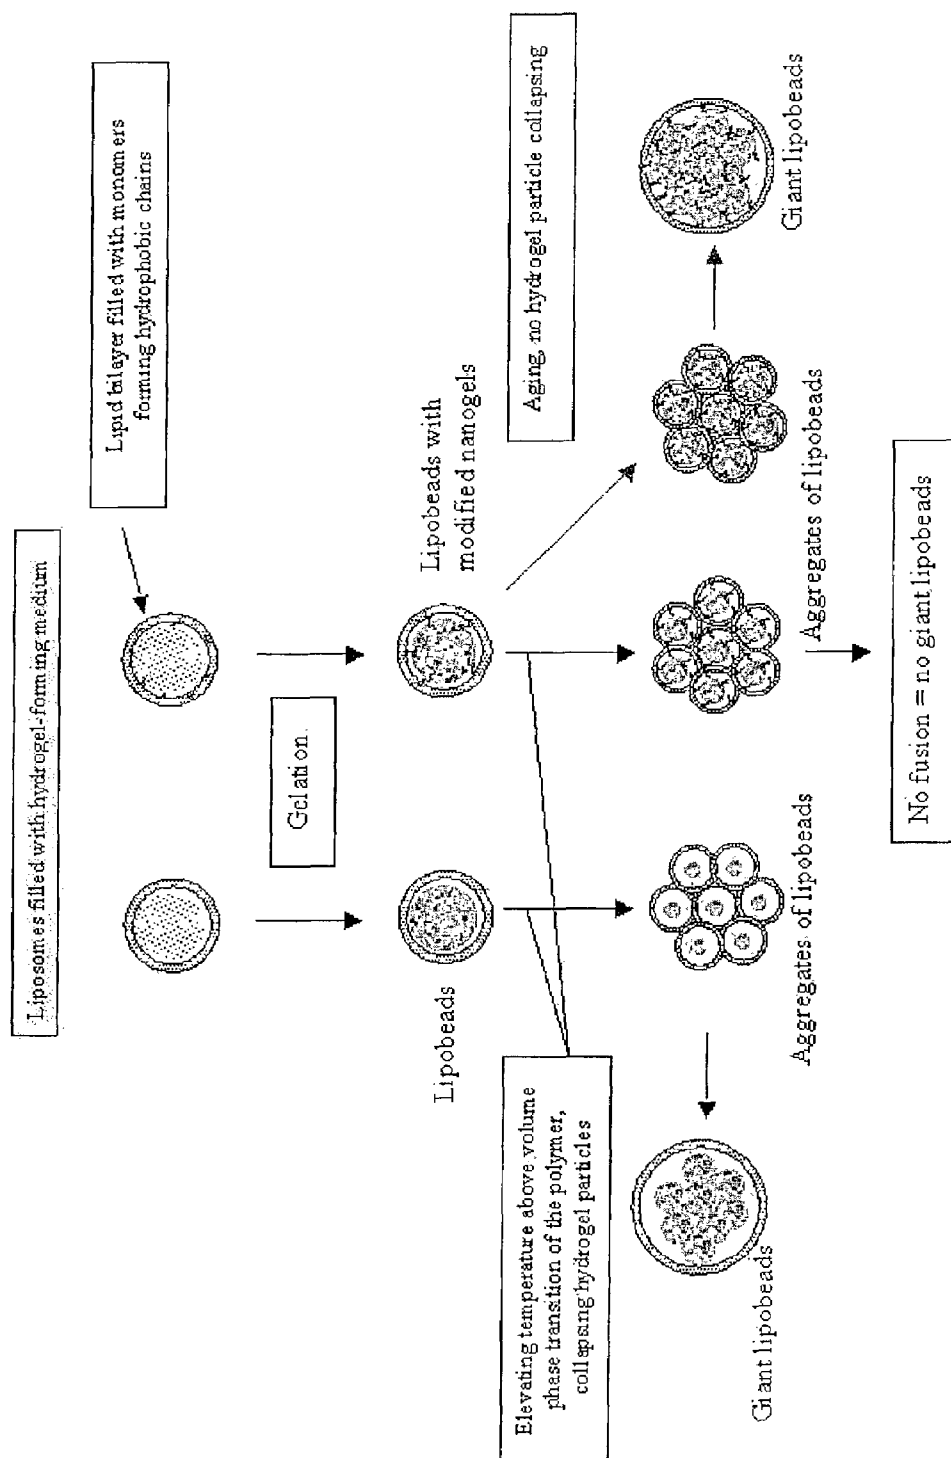 Liposomes filled with hydrogel-forming medium
Lipid bilayer filled with monomers
forming hydrophobic chains
Gelation
Lipobeads
Lipobeads with
modified nanogels
Elevating temperature above volume
phase transition of the polymer,
collapsing hydrogel particles
Aging, no hydrogel particle collapsing
Aggregates of lipobeads
Aggregates of lipobeads
Giant lipobeads
Giant lipobeads
No fusion = no giant lipobeads